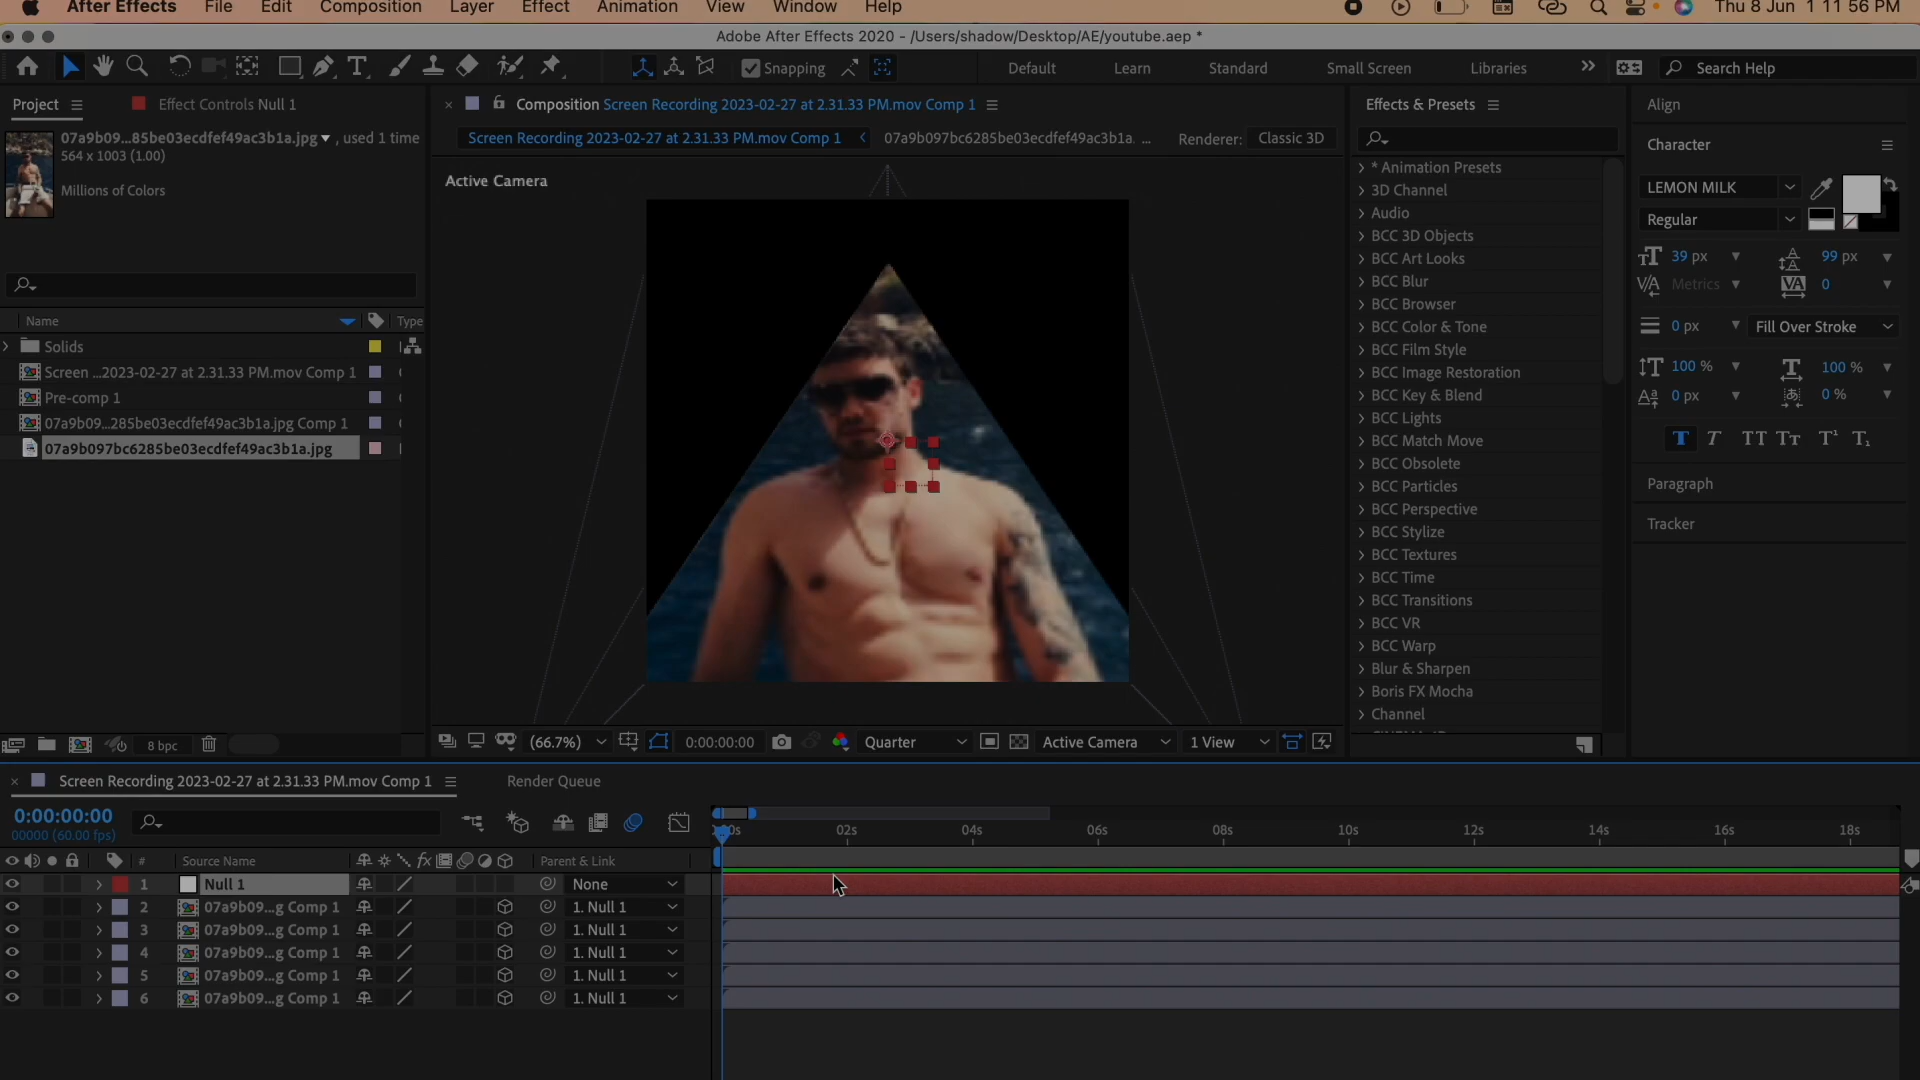 After Effects File Edit Composition Layer Effect Animation View Window Help Thu 8 Jun 1 11 56 PM
Adobe After Effects 2020 - /Users/shadow/Desktop/AE/youtube.aep *
Snapping Default Learn Standard Small Screen Libraries Search Help
Project
Effect Controls Null 1
07a9b09...85be03ecdfef49ac3b1a.jpg , used 1 time
564 x 1003 (1.00)
Millions of Colors
Name Type
Solids
Screen ...2023-02-27 at 2.31.33 PM.mov Comp 1
Pre-comp 1
07a9b09...285be03ecdfef49ac3b1a.jpg Comp 1
07a9b097bc6285be03ecdfef49ac3b1a.jpg
8 bpc
Composition Screen Recording 2023-02-27 at 2.31.33 PM.mov Comp 1
Screen Recording 2023-02-27 at 2.31.33 PM.mov Comp 1 07a9b097bc6285be03ecdfef49ac3b1a. ... Renderer: Classic 3D
Active Camera
(66.7%) 0:00:00:00 Quarter Active Camera 1 View
Effects & Presets
* Animation Presets
3D Channel
Audio
BCC 3D Objects
BCC Art Looks
BCC Blur
BCC Browser
BCC Color & Tone
BCC Film Style
BCC Image Restoration
BCC Key & Blend
BCC Lights
BCC Match Move
BCC Obsolete
BCC Particles
BCC Perspective
BCC Stylize
BCC Textures
BCC Time
BCC Transitions
BCC VR
BCC Warp
Blur & Sharpen
Boris FX Mocha
Channel
Align
Character
LEMON MILK
Regular
39 px 99 px
Metrics 0
0 px Fill Over Stroke
100 % 100 %
0 px 0 %
T T TT Tt T¹ T₁
Paragraph
Tracker
Screen Recording 2023-02-27 at 2.31.33 PM.mov Comp 1 Render Queue
0:00:00:00
00000 (60.00 fps)
:00s 02s 04s 06s 08s 10s 12s 14s 16s 18s
# Source Name fx Parent & Link
1 Null 1 None
2 07a9b09...g Comp 1 1. Null 1
3 07a9b09...g Comp 1 1. Null 1
4 07a9b09...g Comp 1 1. Null 1
5 07a9b09...g Comp 1 1. Null 1
6 07a9b09...g Comp 1 1. Null 1